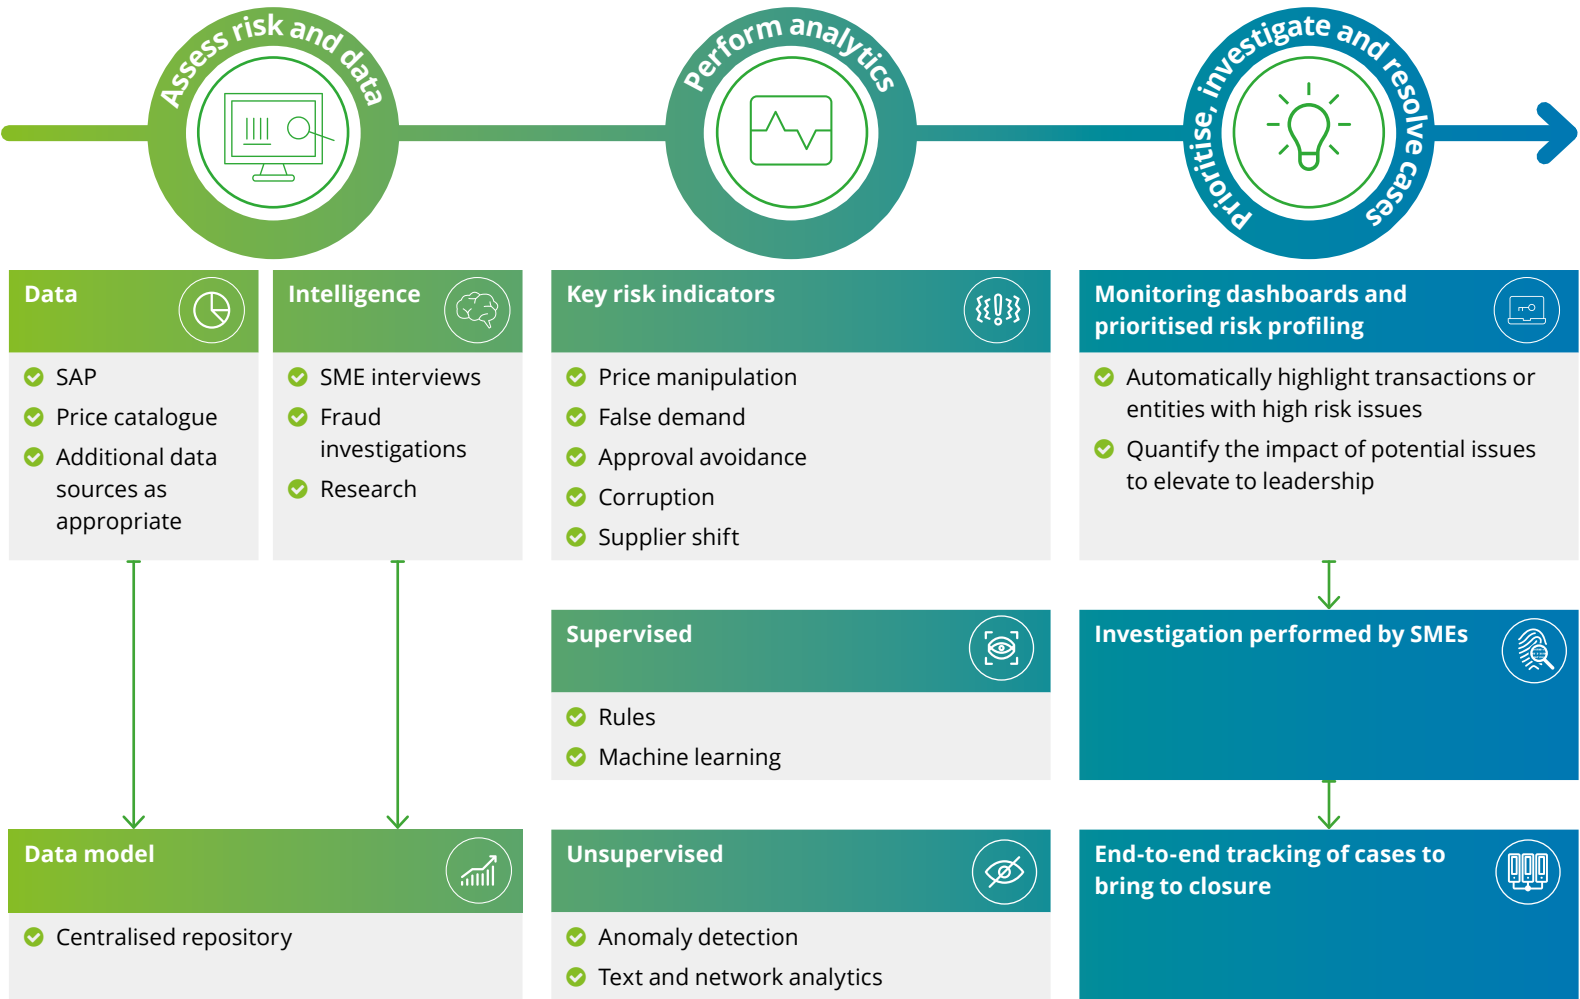 Assess risk and data
Perform analytics
Prioritise, investigate and resolve cases
Data
SAP
Price catalogue
Additional data
sources as
appropriate
Intelligence
SME interviews
Fraud
investigations
Research
Data model
Centralised repository
Key risk indicators
Price manipulation
False demand
Approval avoidance
Corruption
Supplier shift
Supervised
Rules
Machine learning
Unsupervised
Anomaly detection
Text and network analytics
Monitoring dashboards and
prioritised risk profiling
Automatically highlight transactions or
entities with high risk issues
Quantify the impact of potential issues
to elevate to leadership
Investigation performed by SMEs
End-to-end tracking of cases to
bring to closure